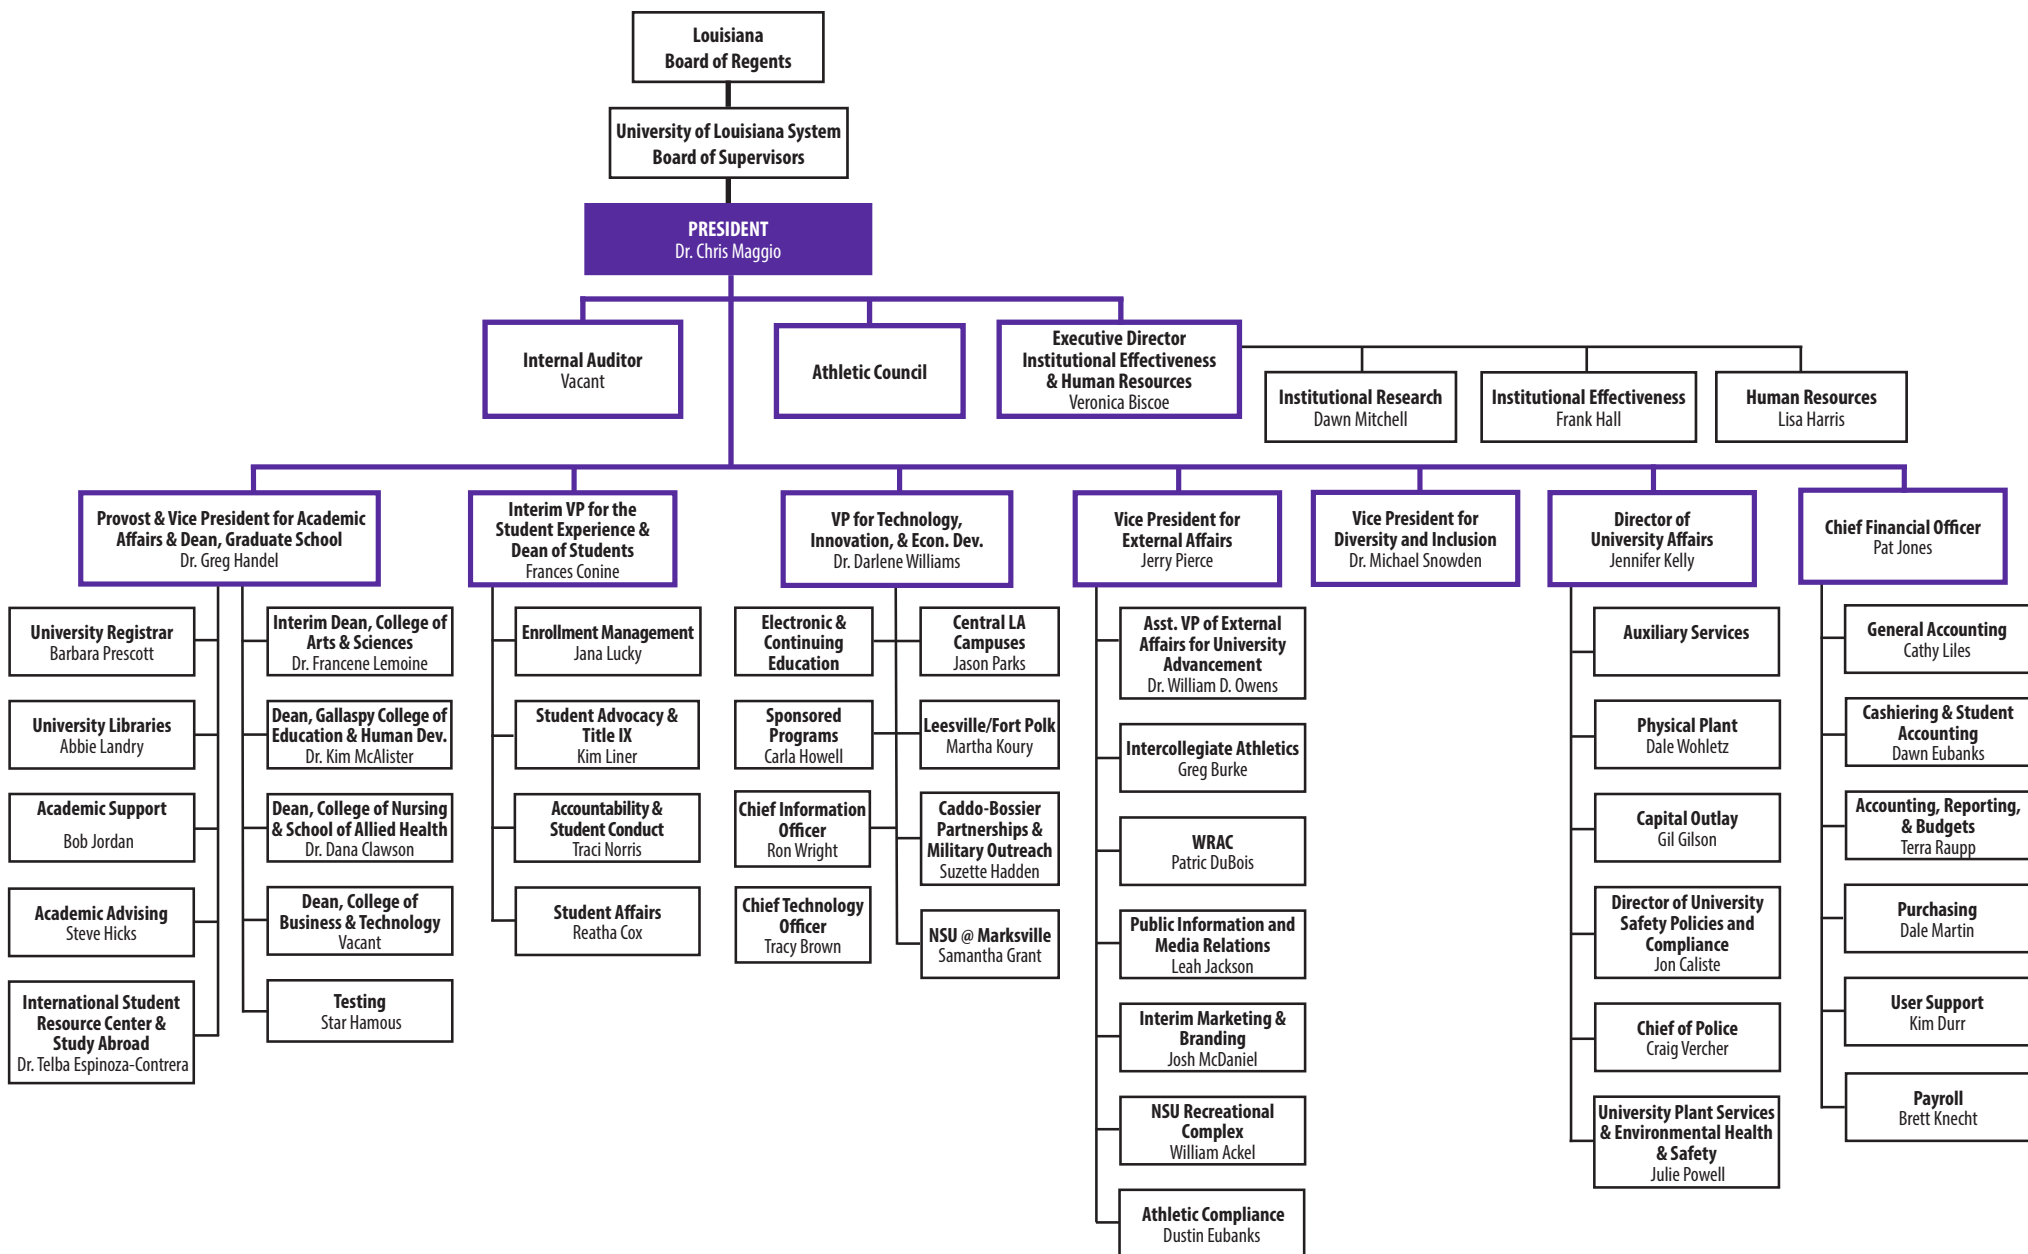 Louisiana
Board of Regents
University of Louisiana System
Board of Supervisors
PRESIDENT
Dr. Chris Maggio
Internal Auditor
Vacant
Athletic Council
Executive Director
Institutional Effectiveness
& Human Resources
Veronica Biscoe
Institutional Research
Dawn Mitchell
Institutional Effectiveness
Frank Hall
Human Resources
Lisa Harris
Provost & Vice President for Academic
Affairs & Dean, Graduate School
Dr. Greg Handel
Interim VP for the
Student Experience &
Dean of Students
Frances Conine
VP for Technology,
Innovation, & Econ. Dev.
Dr. Darlene Williams
Vice President for
External Affairs
Jerry Pierce
Vice President for
Diversity and Inclusion
Dr. Michael Snowden
Director of
University Affairs
Jennifer Kelly
Chief Financial Officer
Pat Jones
University Registrar
Barbara Prescott
University Libraries
Abbie Landry
Academic Support
Bob Jordan
Academic Advising
Steve Hicks
International Student
Resource Center &
Study Abroad
Dr. Telba Espinoza-Contrera
Interim Dean, College of
Arts & Sciences
Dr. Francene Lemoine
Dean, Gallaspy College of
Education & Human Dev.
Dr. Kim McAlister
Dean, College of Nursing
& School of Allied Health
Dr. Dana Clawson
Dean, College of
Business & Technology
Vacant
Testing
Star Hamous
Enrollment Management
Jana Lucky
Student Advocacy &
Title IX
Kim Liner
Accountability &
Student Conduct
Traci Norris
Student Affairs
Reatha Cox
Electronic &
Continuing
Education
Sponsored
Programs
Carla Howell
Chief Information
Officer
Ron Wright
Chief Technology
Officer
Tracy Brown
Central LA
Campuses
Jason Parks
Leesville/Fort Polk
Martha Koury
Caddo-Bossier
Partnerships &
Military Outreach
Suzette Hadden
NSU @ Marksville
Samantha Grant
Asst. VP of External
Affairs for University
Advancement
Dr. William D. Owens
Intercollegiate Athletics
Greg Burke
WRAC
Patric DuBois
Public Information and
Media Relations
Leah Jackson
Interim Marketing &
Branding
Josh McDaniel
NSU Recreational
Complex
William Ackel
Athletic Compliance
Dustin Eubanks
Auxiliary Services
Physical Plant
Dale Wohletz
Capital Outlay
Gil Gilson
Director of University
Safety Policies and
Compliance
Jon Caliste
Chief of Police
Craig Vercher
University Plant Services
& Environmental Health
& Safety
Julie Powell
General Accounting
Cathy Liles
Cashiering & Student
Accounting
Dawn Eubanks
Accounting, Reporting,
& Budgets
Terra Raupp
Purchasing
Dale Martin
User Support
Kim Durr
Payroll
Brett Knecht